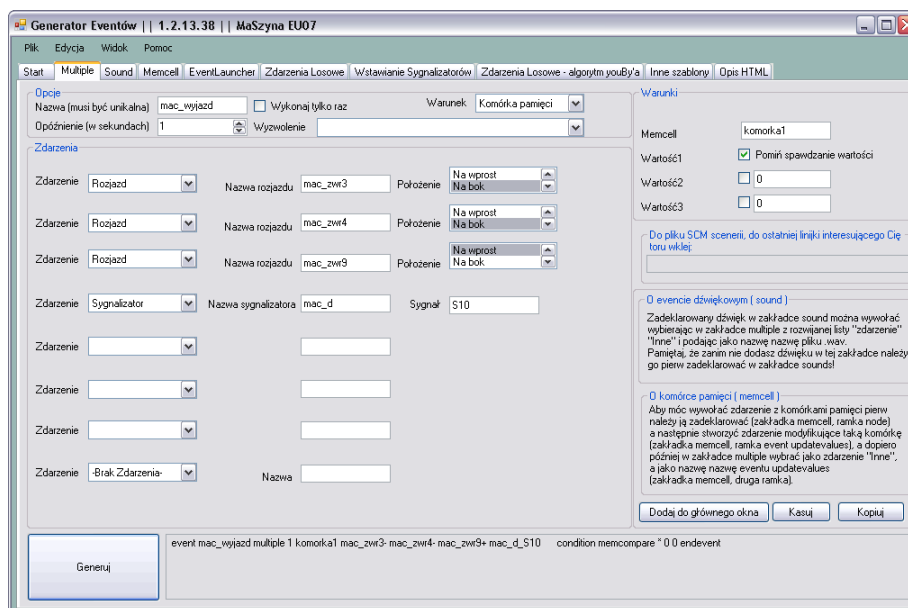 Generator Eventów || 1.2.13.38 || MaSzyna EU07
Plik Edycja Widok Pomoc
Start Multiple Sound Memcell EventLauncher Zdarzenia Losowe Wstawianie Sygnalizatorów Zdarzenia Losowe - algorytm youBy'a Inne szablony Opis HTML
Opcje
Nazwa (musi być unikalna) mac_wyjazd Wykonaj tylko raz Warunek Komórka pamięci
Opóźnienie (w sekundach) 1 Wyzwolenie
Warunki
Memcell komorka1
Wartość1 Pomiń spawdzanie wartości
Wartość2 0
Wartość3 0
Zdarzenia
Zdarzenie Rozjazd Nazwa rozjazdu mac_zwr3 Położenie Na wprost
Na bok
Zdarzenie Rozjazd Nazwa rozjazdu mac_zwr4 Położenie Na wprost
Na bok
Zdarzenie Rozjazd Nazwa rozjazdu mac_zwr9 Położenie Na wprost
Na bok
Zdarzenie Sygnalizator Nazwa sygnalizatora mac_d Sygnał S10
Zdarzenie
Zdarzenie
Zdarzenie
Zdarzenie -Brak Zdarzenia- Nazwa
Do pliku SCM scenerii, do ostatniej linijki interesującego Cię
toru wklej:
O evencie dźwiękowym ( sound )
Zadeklarowany dźwięk w zakładce sound można wywołać
wybierając w zakładce multiple z rozwijanej listy "zdarzenie"
"Inne" i podając jako nazwę nazwę pliku .wav.
Pamiętaj, że zanim nie dodasz dźwięku w tej zakładce należy
go pierw zadeklarować w zakładce sounds!
O komórce pamięci ( memcell )
Aby móc wywołać zdarzenie z komórkami pamięci pierw
należy ją zadeklarować (zakładka memcell, ramka node)
a następnie stworzyć zdarzenie modyfikujące taką komórkę
(zakładka memcell, ramka event updatevalues), a dopiero
później w zakładce multiple wybrać jako zdarzenie "Inne",
a jako nazwę nazwę eventu updatevalues
(zakładka memcell, druga ramka).
Dodaj do głównego okna Kasuj Kopiuj
Generuj
event mac_wyjazd multiple 1 komorka1 mac_zwr3- mac_zwr4- mac_zwr9+ mac_d_S10 condition memcompare * 0 0 endevent